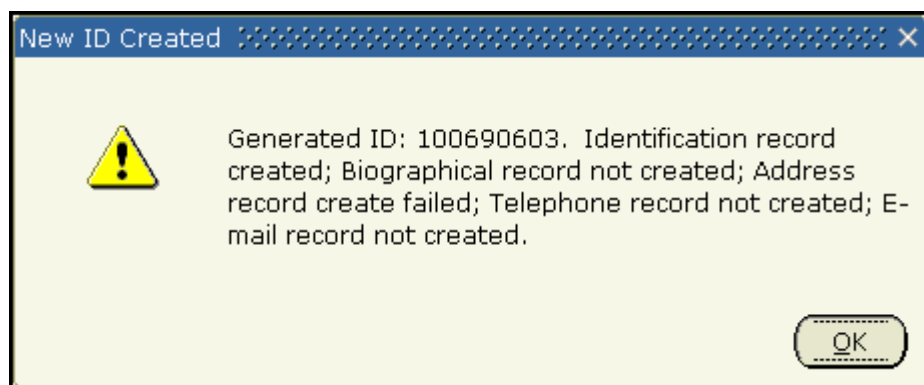 New ID Created
Generated ID: 100690603.  Identification record
created; Biographical record not created; Address
record create failed; Telephone record not created; E-
mail record not created.
OK